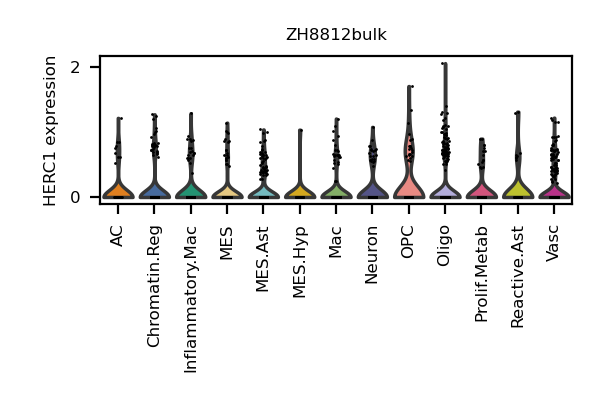 ZH8812bulk
HERC1 expression
2
0
AC
Chromatin.Reg
Inflammatory.Mac
MES
MES.Ast
MES.Hyp
Mac
Neuron
OPC
Oligo
Prolif.Metab
Reactive.Ast
Vasc